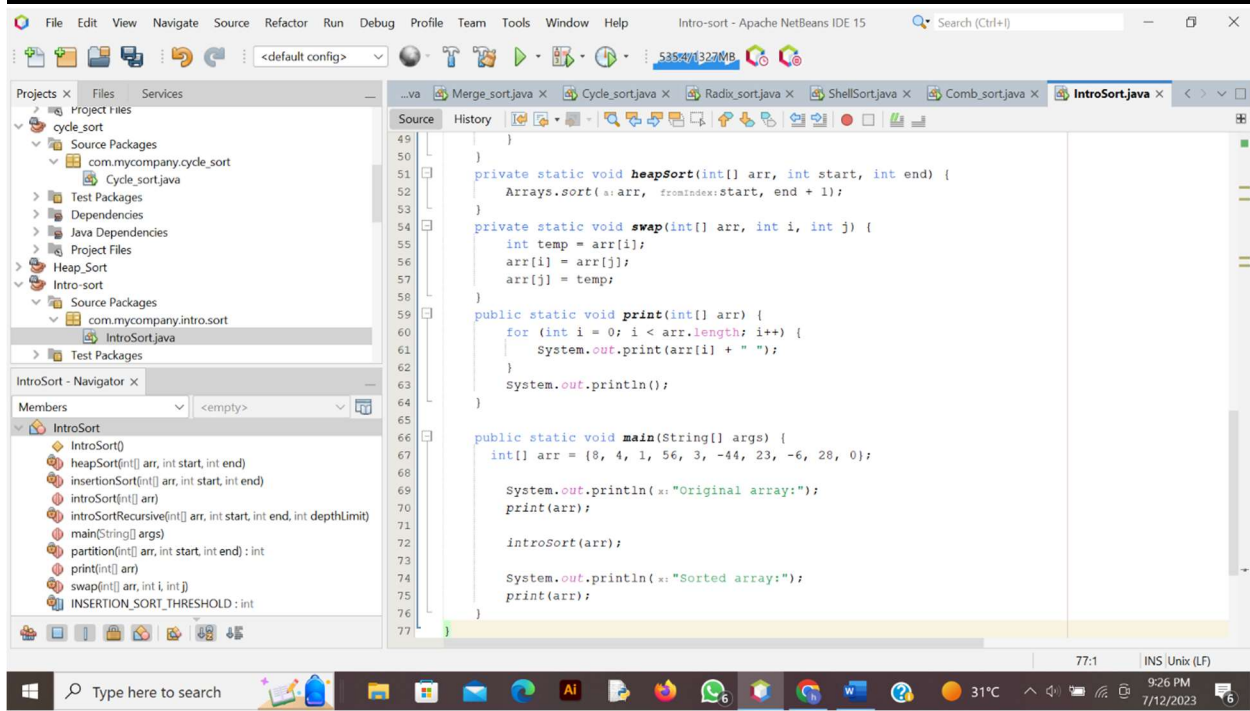 File Edit View Navigate Source Refactor Run Debug Profile Team Tools Window Help Intro-sort - Apache NetBeans IDE 15 Search (Ctrl+I)
<default config>
Projects Files Services
Project Files
cycle_sort
Source Packages
com.mycompany.cycle_sort
Cycle_sort.java
Test Packages
Dependencies
Java Dependencies
Project Files
Heap_Sort
Intro-sort
Source Packages
com.mycompany.intro.sort
IntroSort.java
Test Packages
IntroSort - Navigator
Members <empty>
IntroSort
IntroSort()
heapSort(int[] arr, int start, int end)
insertionSort(int[] arr, int start, int end)
introSort(int[] arr)
introSortRecursive(int[] arr, int start, int end, int depthLimit)
main(String[] args)
partition(int[] arr, int start, int end) : int
print(int[] arr)
swap(int[] arr, int i, int j)
INSERTION_SORT_THRESHOLD : int
...va Merge_sort.java Cycle_sort.java Radix_sort.java ShellSort.java Comb_sort.java IntroSort.java
Source History
49 }
50 }
51 private static void heapSort(int[] arr, int start, int end) {
52 Arrays.sort( a: arr, fromIndex: start, end + 1);
53 }
54 private static void swap(int[] arr, int i, int j) {
55 int temp = arr[i];
56 arr[i] = arr[j];
57 arr[j] = temp;
58 }
59 public static void print(int[] arr) {
60 for (int i = 0; i < arr.length; i++) {
61 System.out.print(arr[i] + " ");
62 }
63 System.out.println();
64 }
65
66 public static void main(String[] args) {
67 int[] arr = {8, 4, 1, 56, 3, -44, 23, -6, 28, 0};
68
69 System.out.println( x: "Original array:");
70 print(arr);
71
72 introSort(arr);
73
74 System.out.println( x: "Sorted array:");
75 print(arr);
76 }
77 }
77:1 INS Unix (LF)
Type here to search Ai 6 W 31°C 9:26 PM
7/12/2023 6